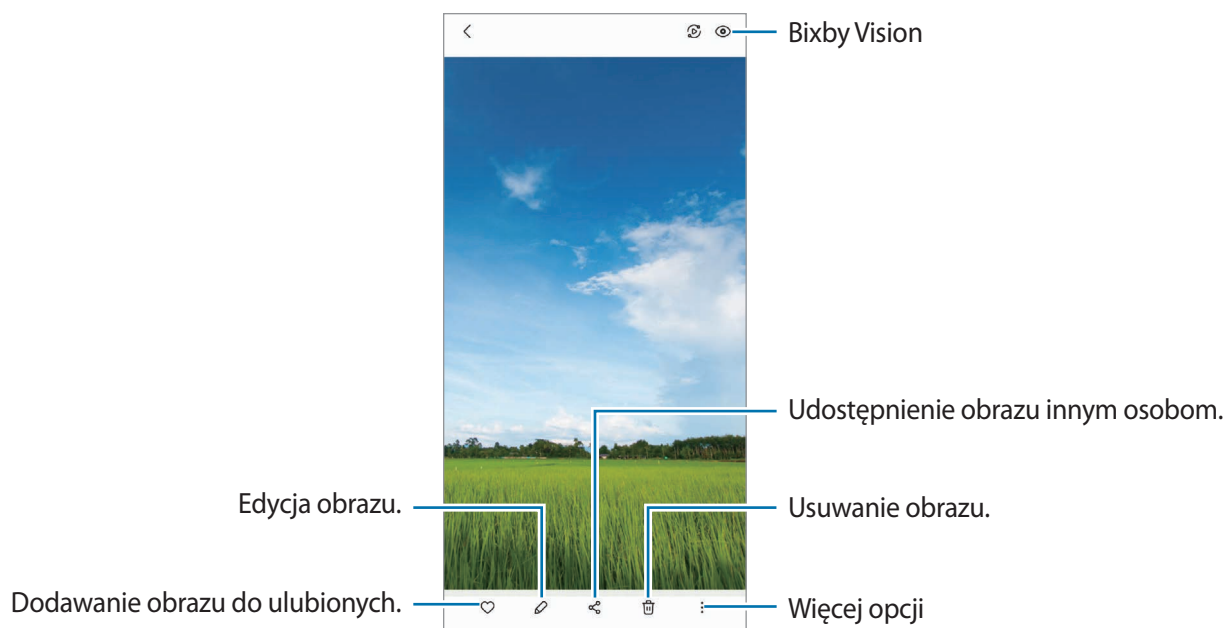 Bixby Vision
Udostępnienie obrazu innym osobom.
Edycja obrazu.
Usuwanie obrazu.
Dodawanie obrazu do ulubionych.
Więcej opcji